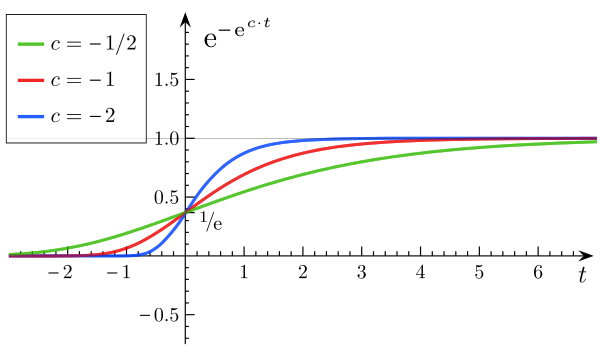 c = −1/2
c = −1
c = −2
e^−e^c·t
1.5
1.0
0.5
1/e
−2 −1 1 2 3 4 5 6
t
−0.5